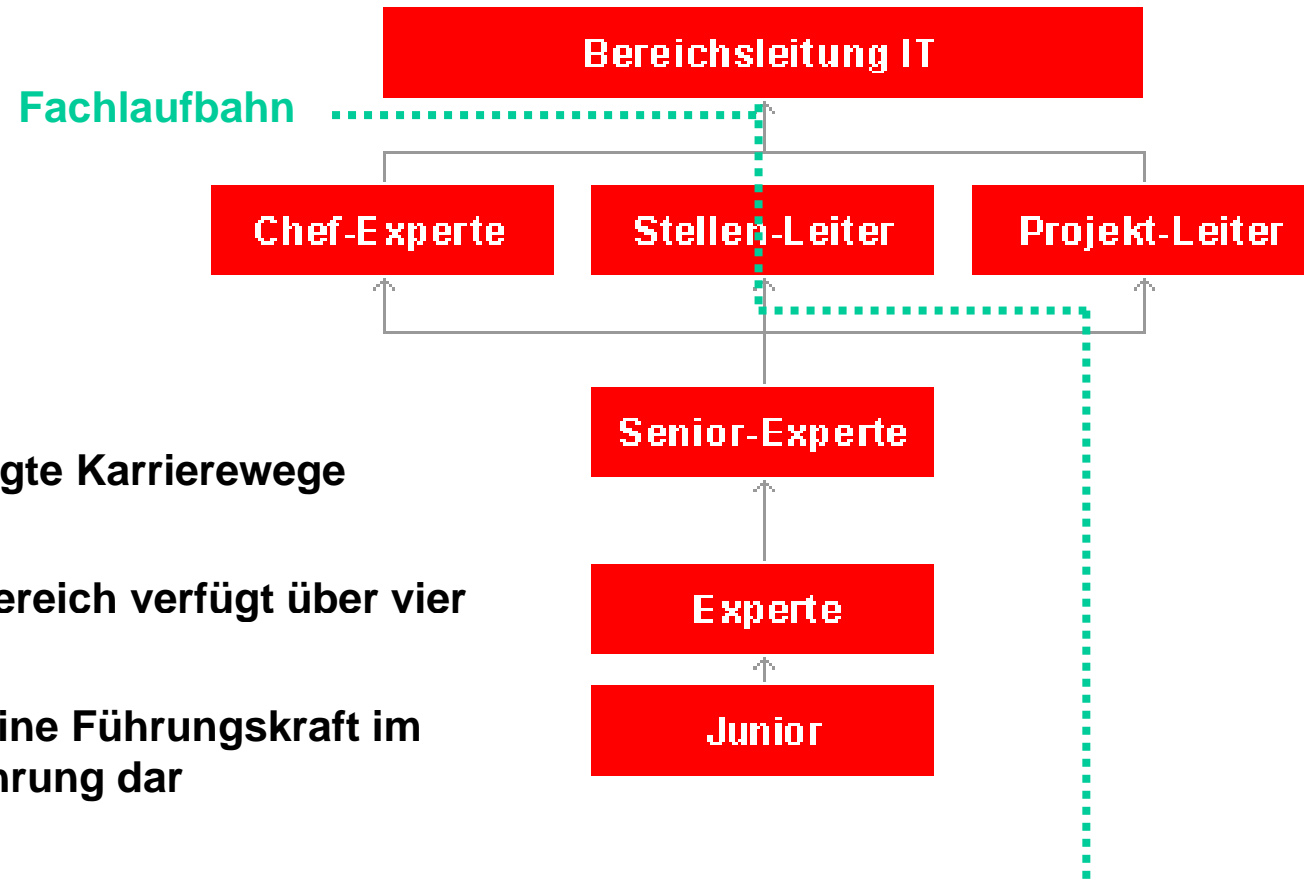 Bereichsleitung IT
Fachlaufbahn
Chef-Experte
Stellen-Leiter
Projekt-Leiter
Senior-Experte
gte Karrierewege
ereich verfügt über vier
Experte
ine Führungskraft im
Junior
hrung dar